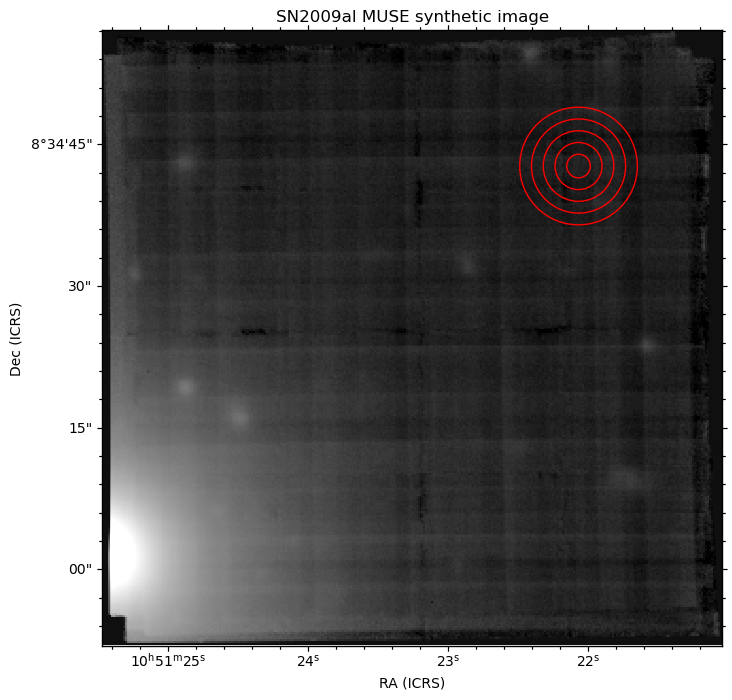 SN2009al MUSE synthetic image
8°34'45"
30"
15"
00"
Dec (ICRS)
10ʰ51ᵐ25ˢ
24ˢ
23ˢ
22ˢ
RA (ICRS)